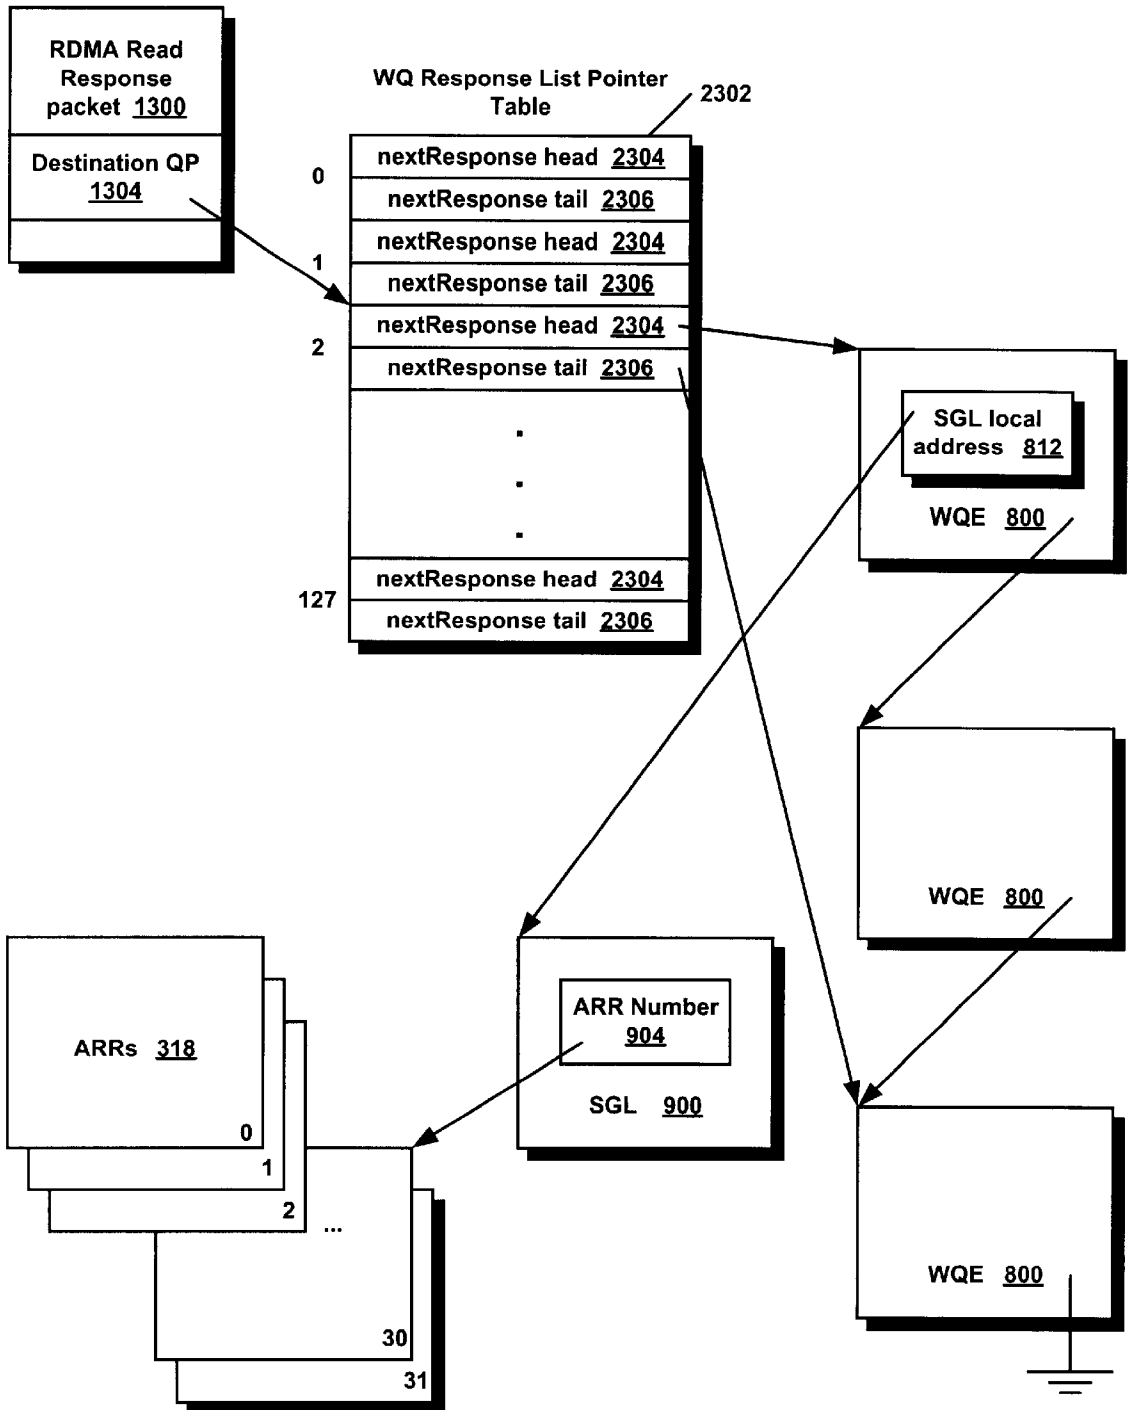 RDMA Read
Response
packet 1300
Destination QP
1304
WQ Response List Pointer
Table
2302
0
nextResponse head 2304
nextResponse tail 2306
1
nextResponse head 2304
nextResponse tail 2306
2
nextResponse head 2304
nextResponse tail 2306
.
.
.
127
nextResponse head 2304
nextResponse tail 2306
SGL local
address 812
WQE 800
WQE 800
WQE 800
ARR Number
904
SGL 900
ARRs 318
0
1
2
...
30
31